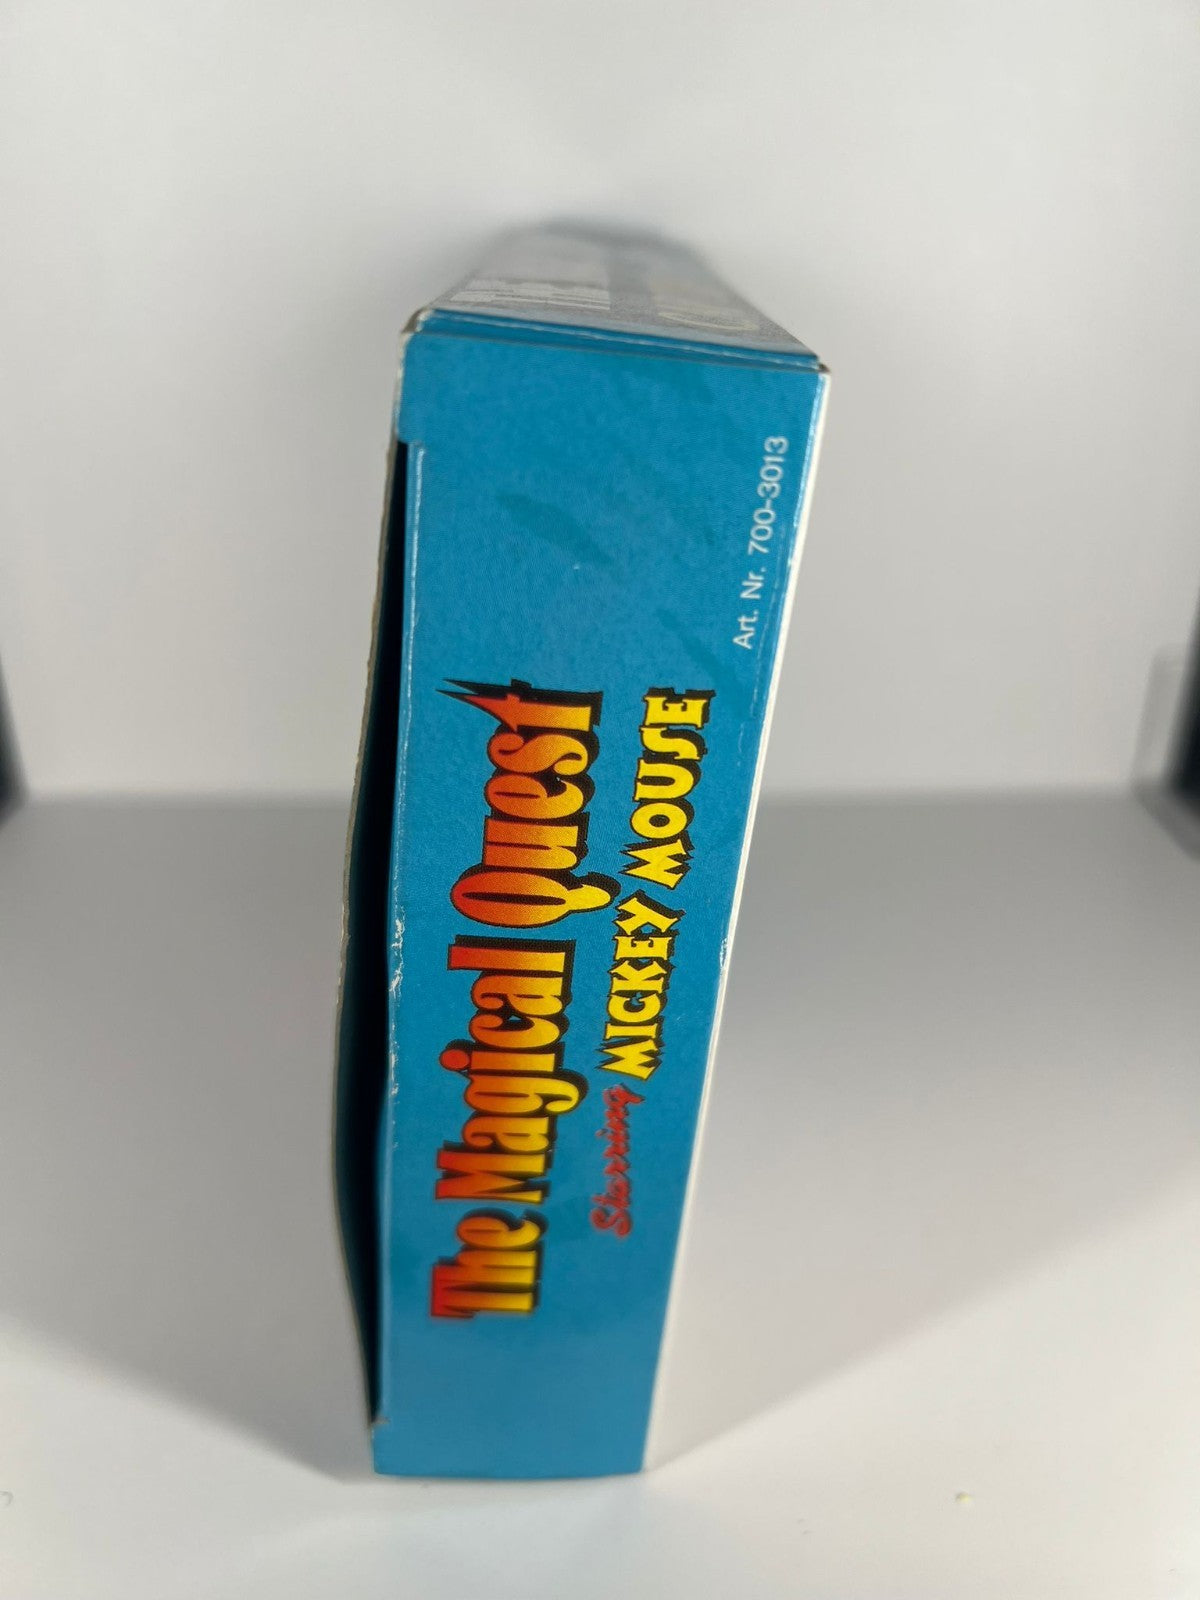 The Magical Quest
Starring MICKEY MOUSE
Art. Nr. 700-3013